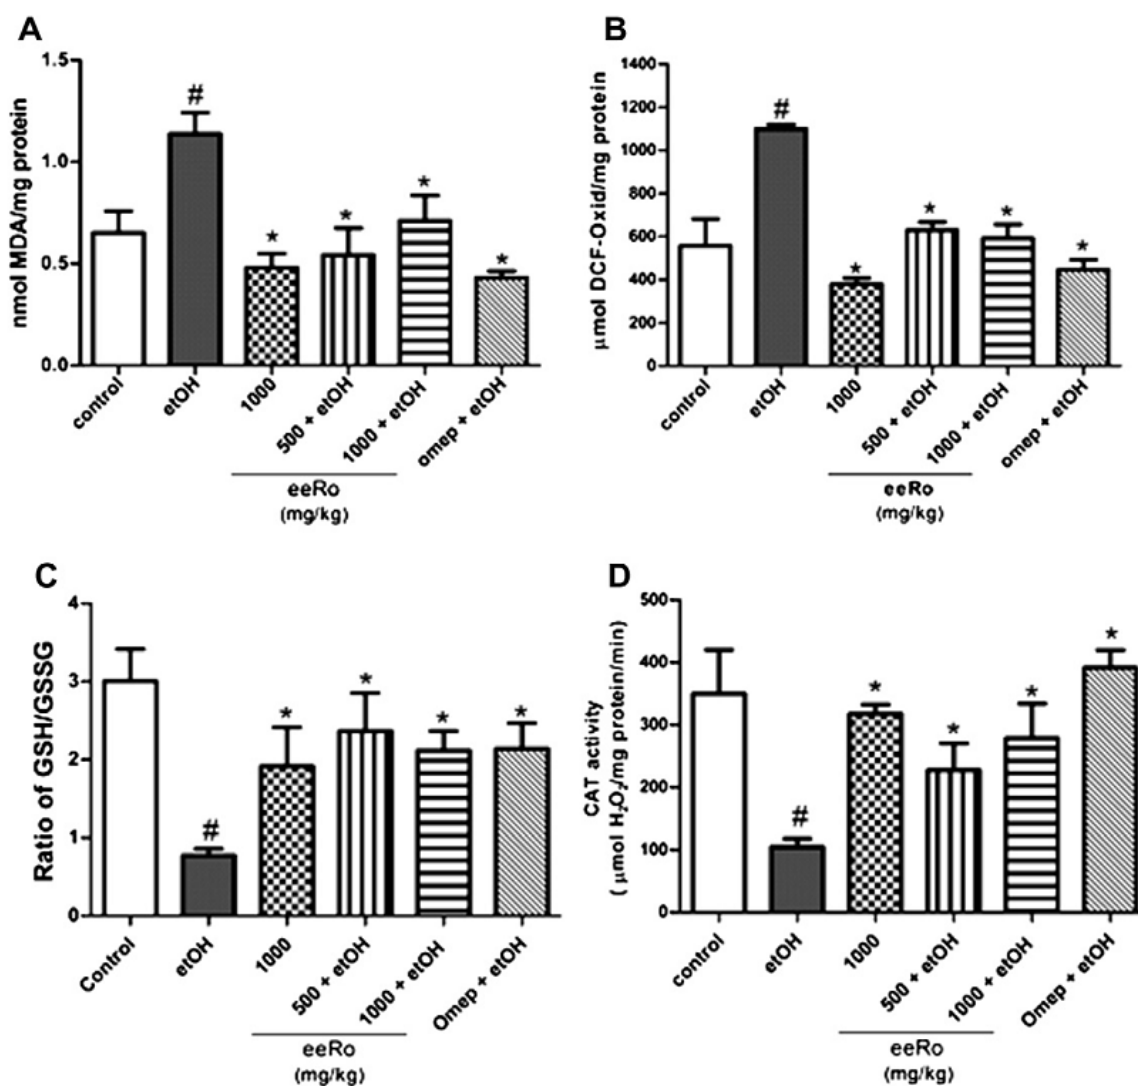 A
nmol MDA/mg protein
1.5
1.0
0.5
0.0
#
*
*
*
*
control
etOH
1000
500 + etOH
1000 + etOH
omep + etOH
eeRo
(mg/kg)
B
µmol DCF-Oxid/mg protein
1400
1200
1000
800
600
400
200
0
#
*
*
*
*
control
etOH
1000
500 + etOH
1000 + etOH
omep + etOH
eeRo
(mg/kg)
C
Ratio of GSH/GSSG
4
3
2
1
0
#
*
*
*
*
Control
etOH
1000
500 + etOH
1000 + etOH
Omep + etOH
eeRo
(mg/kg)
D
CAT activity
( µmol H₂O₂/mg protein/min)
500
400
300
200
100
0
#
*
*
*
*
control
etOH
1000
500 + etOH
1000 + etOH
Omep + etOH
eeRo
(mg/kg)